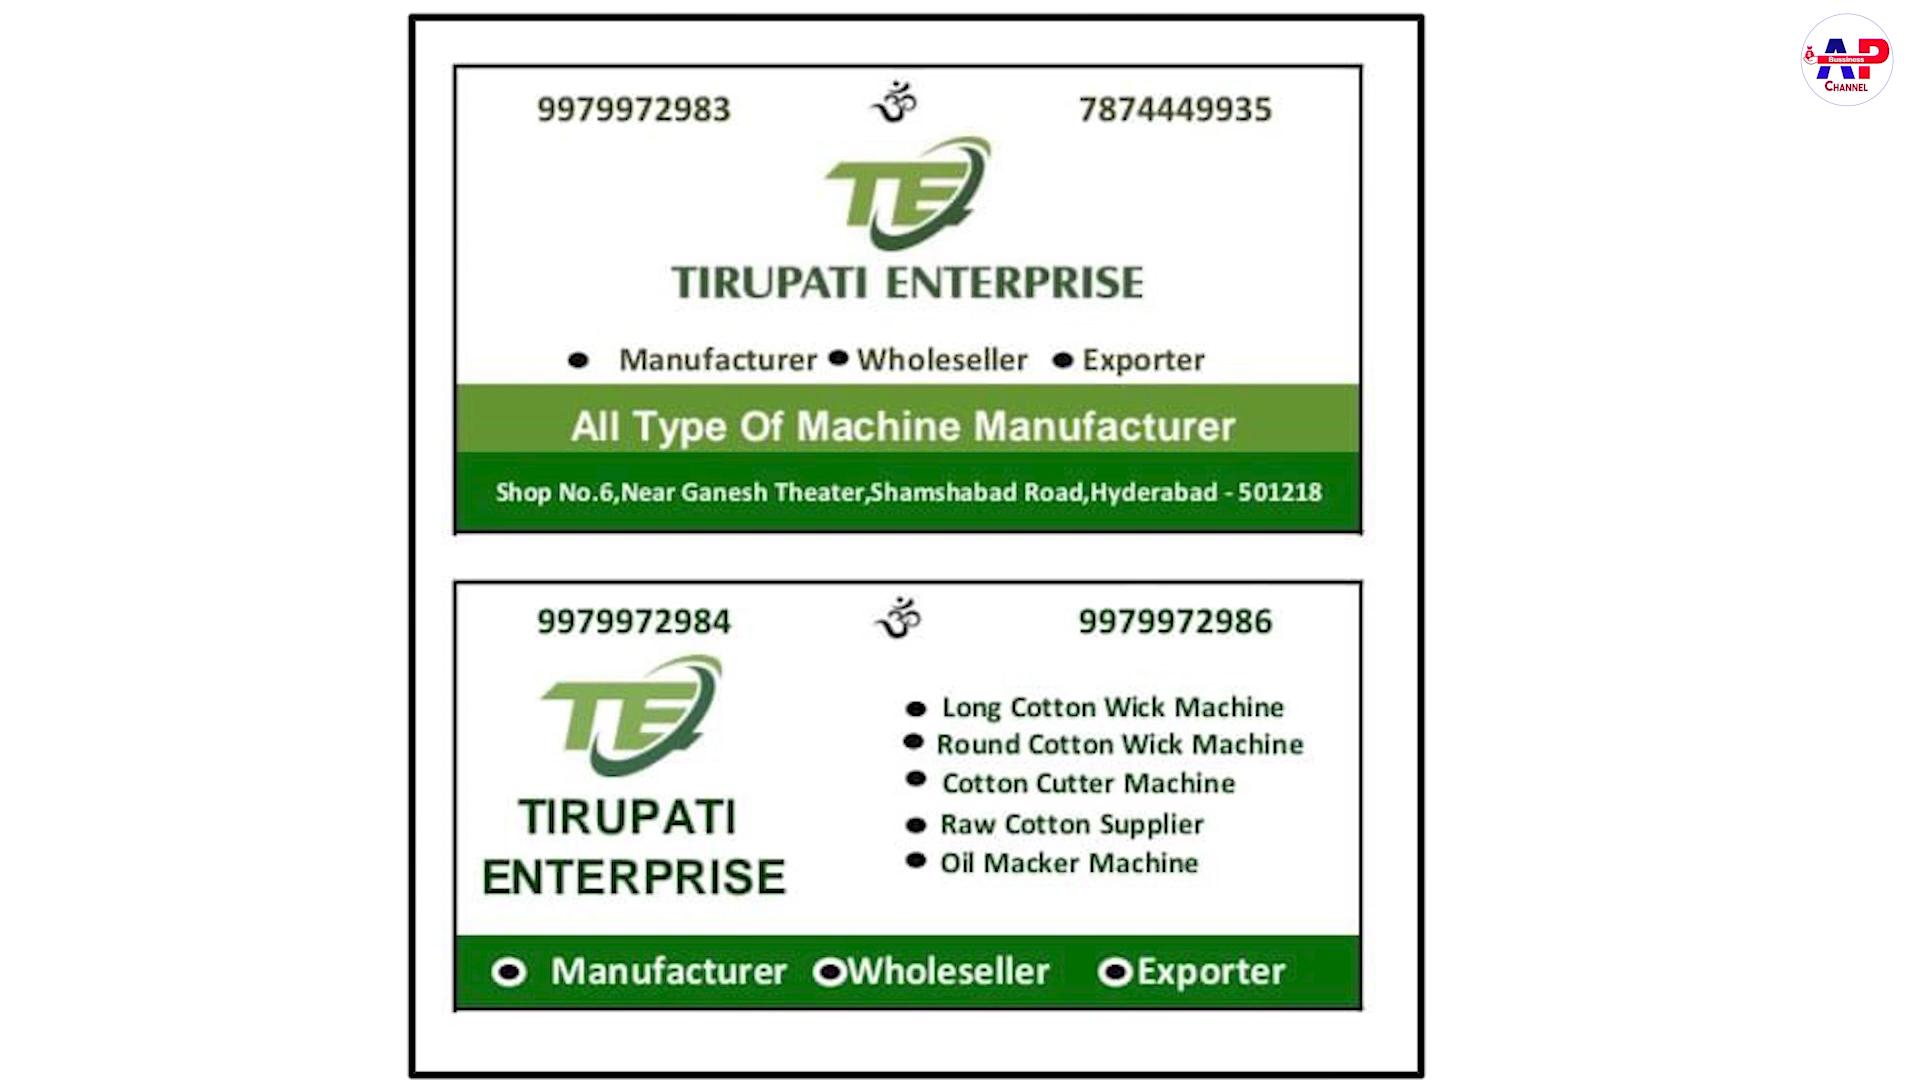 AP
Bussiness
CHANNEL
9979972983 ॐ 7874449935
TE
TIRUPATI ENTERPRISE
● Manufacturer ● Wholeseller ● Exporter
All Type Of Machine Manufacturer
Shop No.6,Near Ganesh Theater,Shamshabad Road,Hyderabad - 501218
9979972984 ॐ 9979972986
TE
TIRUPATI
ENTERPRISE
● Long Cotton Wick Machine
● Round Cotton Wick Machine
● Cotton Cutter Machine
● Raw Cotton Supplier
● Oil Macker Machine
● Manufacturer ● Wholeseller ● Exporter